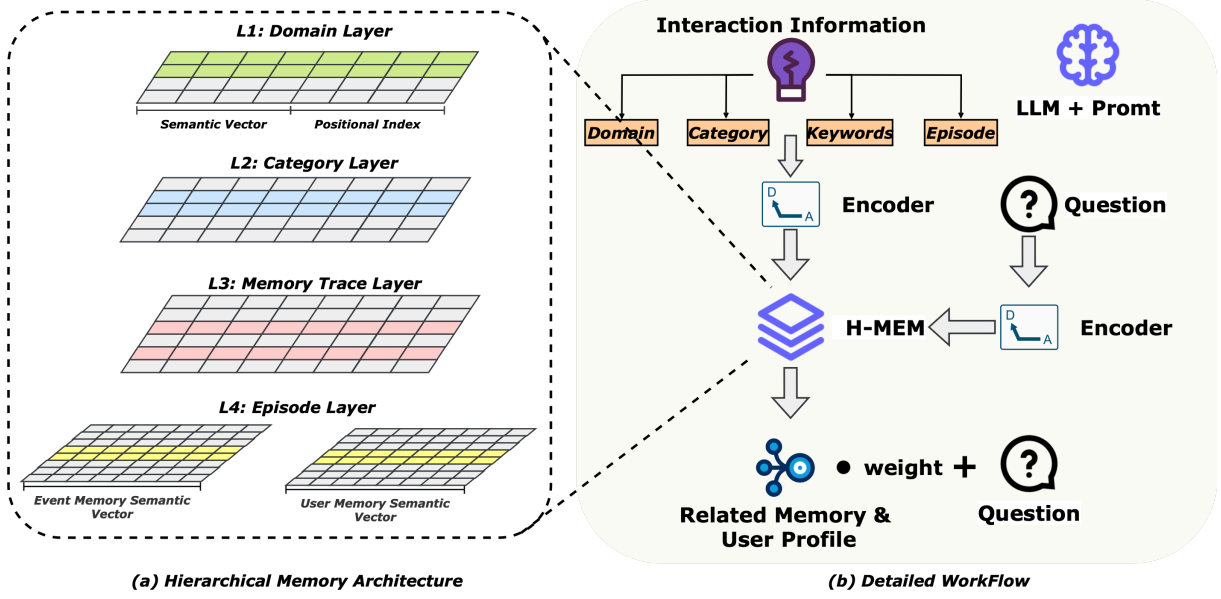 L1: Domain Layer
Semantic Vector
Positional Index
L2: Category Layer
L3: Memory Trace Layer
L4: Episode Layer
Event Memory Semantic
Vector
User Memory Semantic
Vector
(a) Hierarchical Memory Architecture
Interaction Information
LLM + Promt
Domain
Category
Keywords
Episode
D
A
Encoder
?
Question
D
A
Encoder
H-MEM
• weight +
?
Related Memory &
User Profile
Question
(b) Detailed WorkFlow